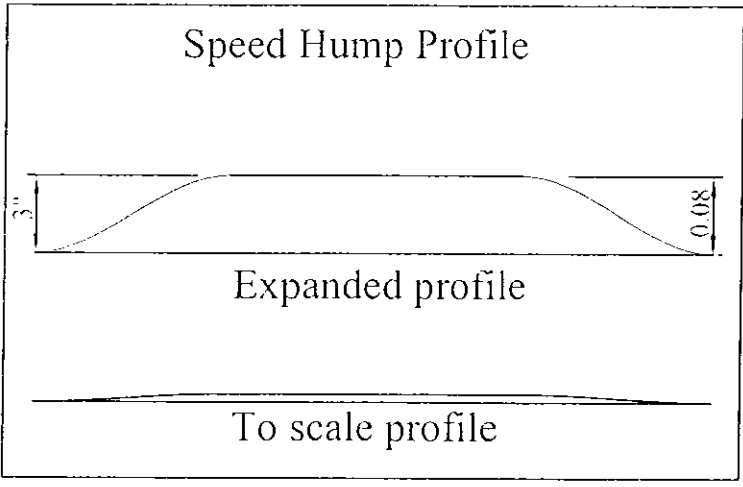 Speed Hump Profile
3"
0.08
Expanded profile
To scale profile